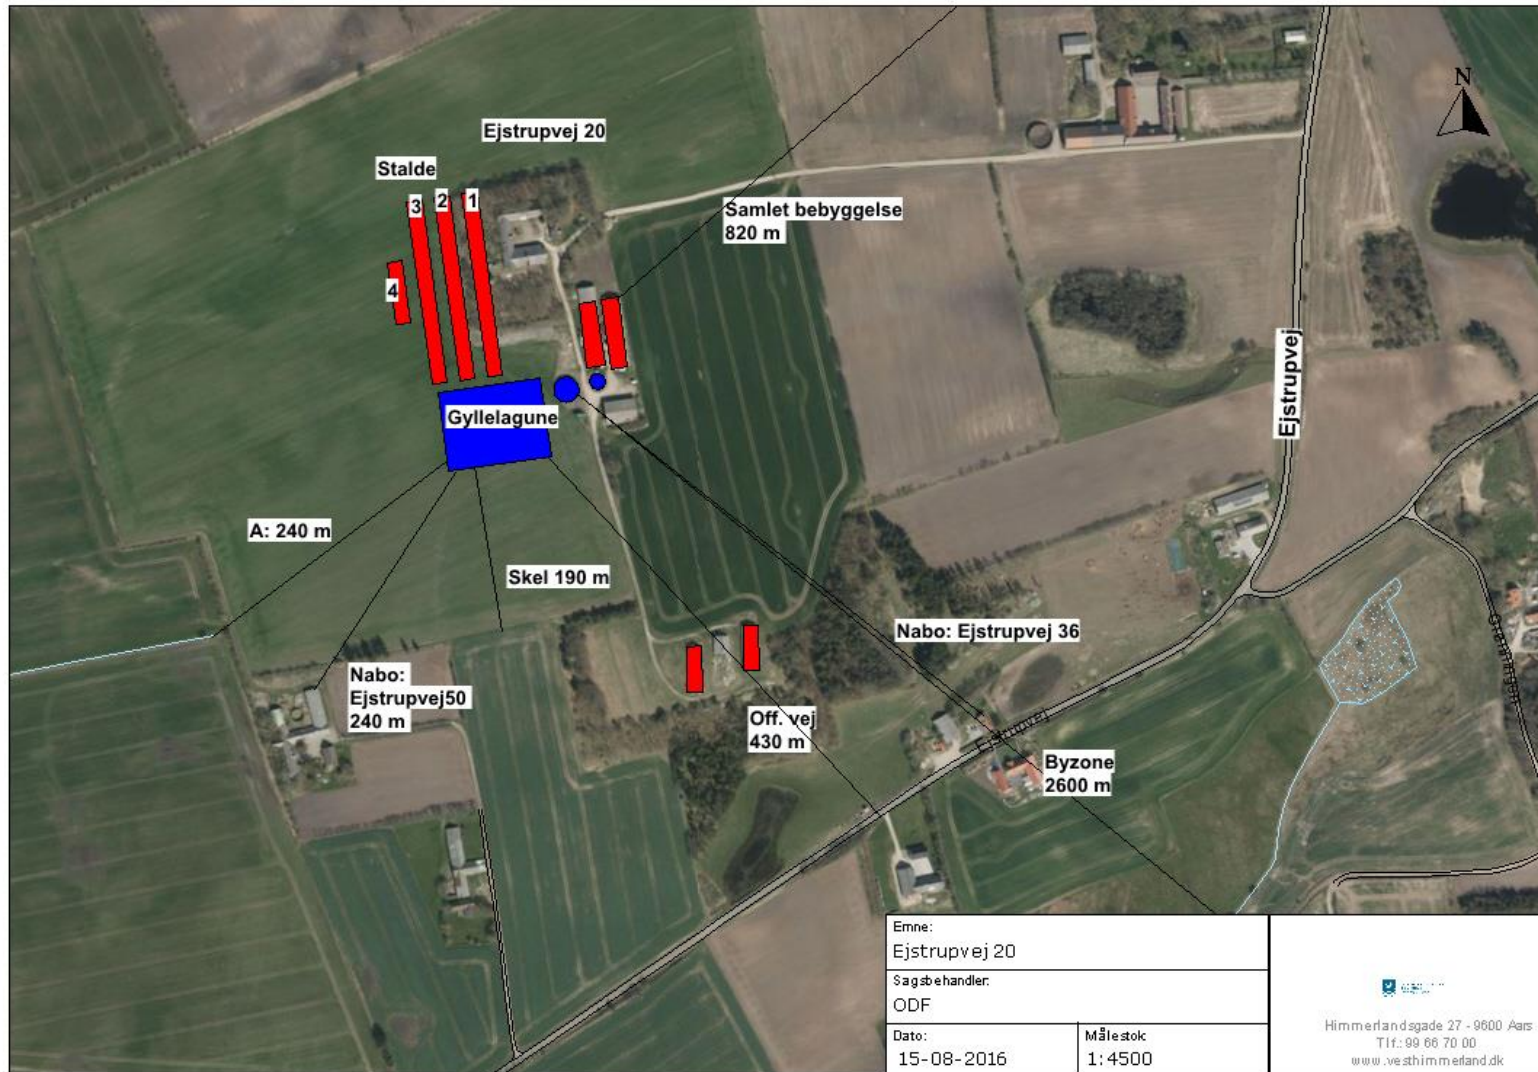 N
Ejstrupvej 20
Stalde
3
2
1
4
Samlet bebyggelse
820 m
Ejstrupvej
Gyllelagune
A: 240 m
Skel 190 m
Nabo: Ejstrupvej 36
Grønningen
Nabo:
Ejstrupvej50
240 m
Off. vej
430 m
Ejstrupvej
Byzone
2600 m
Emne:
Ejstrupvej 20
Sagsbehandler:
ODF
Dato:
15-08-2016
Målestok
1:4500
Himmerlandsgade 27 - 9600 Aars
Tlf.: 99 66 70 00
www.vesthimmerland.dk